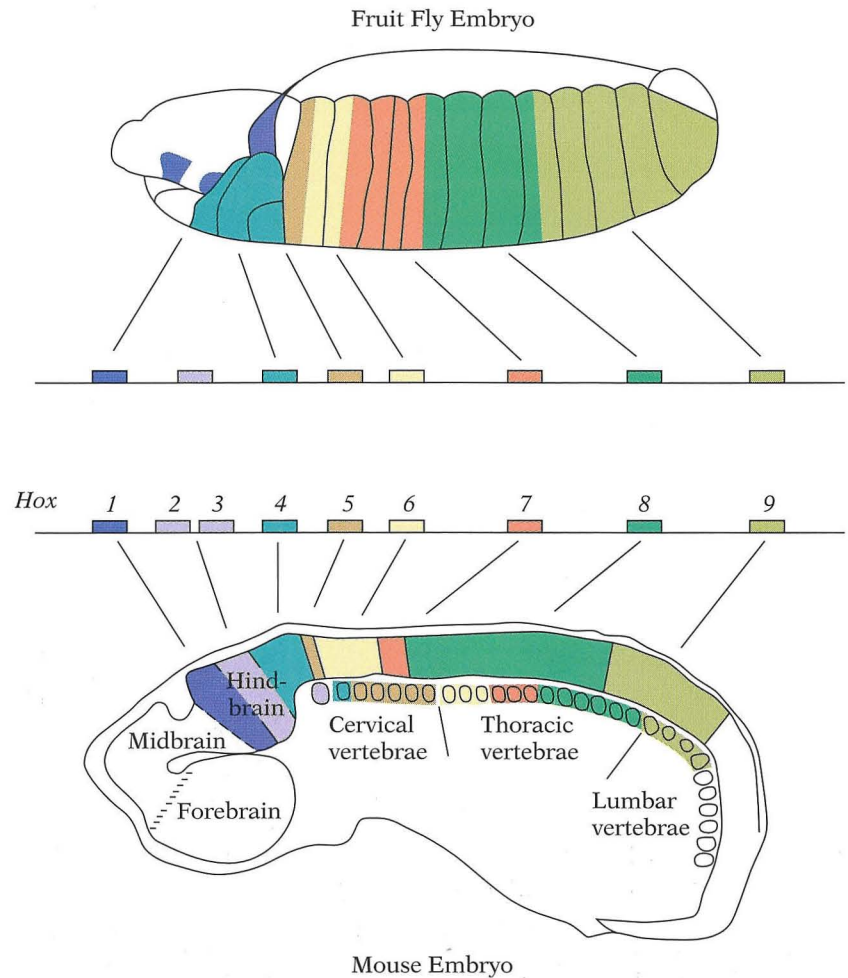 Fruit Fly Embryo
Hox 1 2 3 4 5 6 7 8 9
Hind-
brain
Midbrain
Forebrain
Cervical
vertebrae
Thoracic
vertebrae
Lumbar
vertebrae
Mouse Embryo